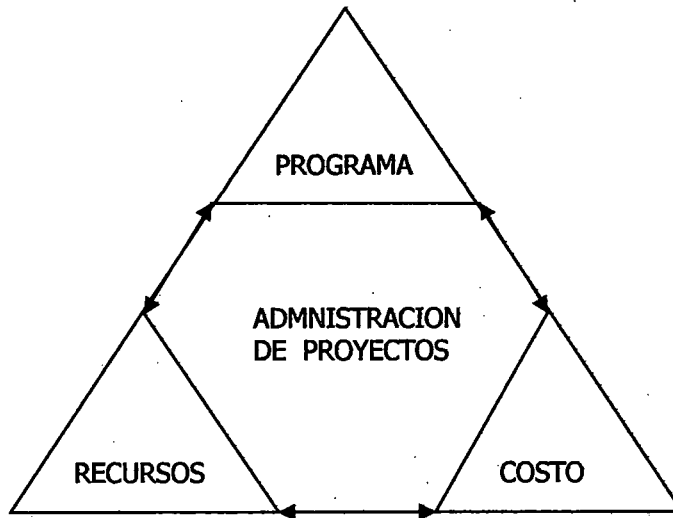 PROGRAMA
ADMNISTRACION
DE PROYECTOS
RECURSOS
COSTO